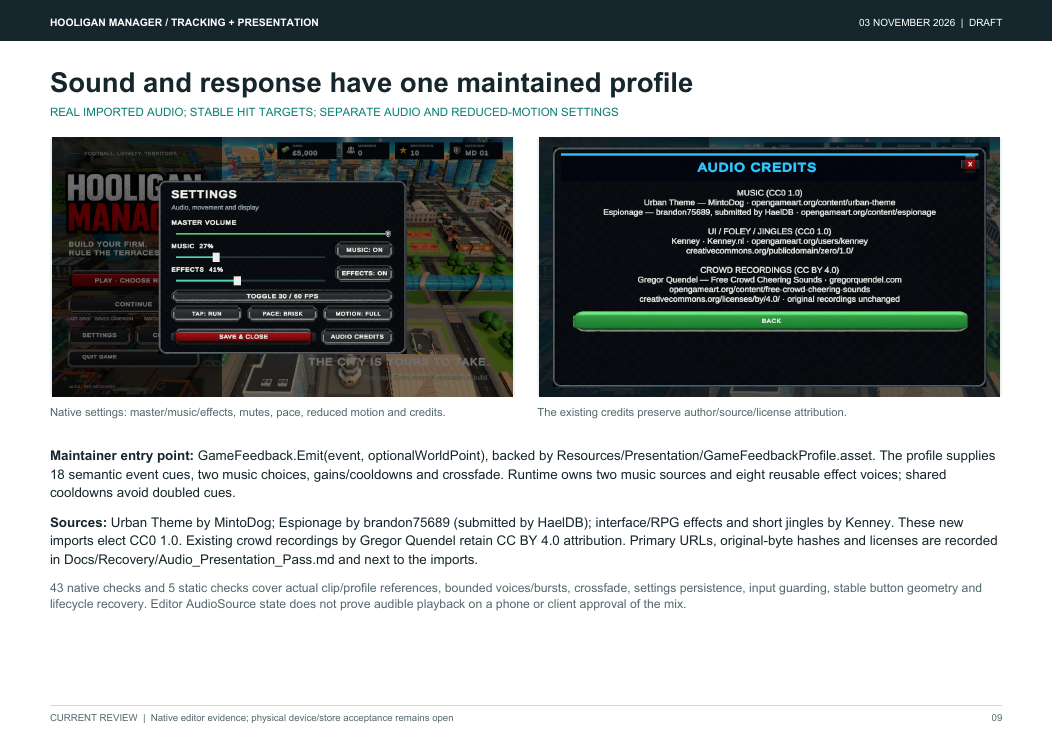 HOOLIGAN MANAGER / TRACKING + PRESENTATION
03 NOVEMBER 2026 | DRAFT
Sound and response have one maintained profile
REAL IMPORTED AUDIO; STABLE HIT TARGETS; SEPARATE AUDIO AND REDUCED-MOTION SETTINGS
FOOTBALL. LOYALTY. TERRITORY.
£5,000
0
10
MD 01
HOOLIGAN
MANAG
BUILD YOUR FIRM.
RULE THE TERRACES
PLAY · CHOOSE
CONTINUE
SETTINGS
QUIT GAME
SETTINGS
Audio, movement and display
MASTER VOLUME
MUSIC 27%
MUSIC: ON
EFFECTS 41%
EFFECTS: ON
TOGGLE 30 / 60 FPS
TAP: RUN
PACE: BRISK
MOTION: FULL
SAVE & CLOSE
AUDIO CREDITS
THE CITY IS YOURS TO TAKE
AUDIO CREDITS
X
MUSIC (CC0 1.0)
Urban Theme — MintoDog · opengameart.org/content/urban-theme
Espionage — brandon75689, submitted by HaelDB · opengameart.org/content/espionage
UI / FOLEY / JINGLES (CC0 1.0)
Kenney · Kenney.nl · opengameart.org/users/kenney
creativecommons.org/publicdomain/zero/1.0/
CROWD RECORDINGS (CC BY 4.0)
Gregor Quendel — Free Crowd Cheering Sounds · gregorquendel.com
opengameart.org/content/free-crowd-cheering-sounds
creativecommons.org/licenses/by/4.0/ · original recordings unchanged
BACK
Native settings: master/music/effects, mutes, pace, reduced motion and credits.
The existing credits preserve author/source/license attribution.
Maintainer entry point: GameFeedback.Emit(event, optionalWorldPoint), backed by Resources/Presentation/GameFeedbackProfile.asset. The profile supplies
18 semantic event cues, two music choices, gains/cooldowns and crossfade. Runtime owns two music sources and eight reusable effect voices; shared
cooldowns avoid doubled cues.
Sources: Urban Theme by MintoDog; Espionage by brandon75689 (submitted by HaelDB); interface/RPG effects and short jingles by Kenney. These new
imports elect CC0 1.0. Existing crowd recordings by Gregor Quendel retain CC BY 4.0 attribution. Primary URLs, original-byte hashes and licenses are recorded
in Docs/Recovery/Audio_Presentation_Pass.md and next to the imports.
43 native checks and 5 static checks cover actual clip/profile references, bounded voices/bursts, crossfade, settings persistence, input guarding, stable button geometry and
lifecycle recovery. Editor AudioSource state does not prove audible playback on a phone or client approval of the mix.
CURRENT REVIEW | Native editor evidence; physical device/store acceptance remains open
09